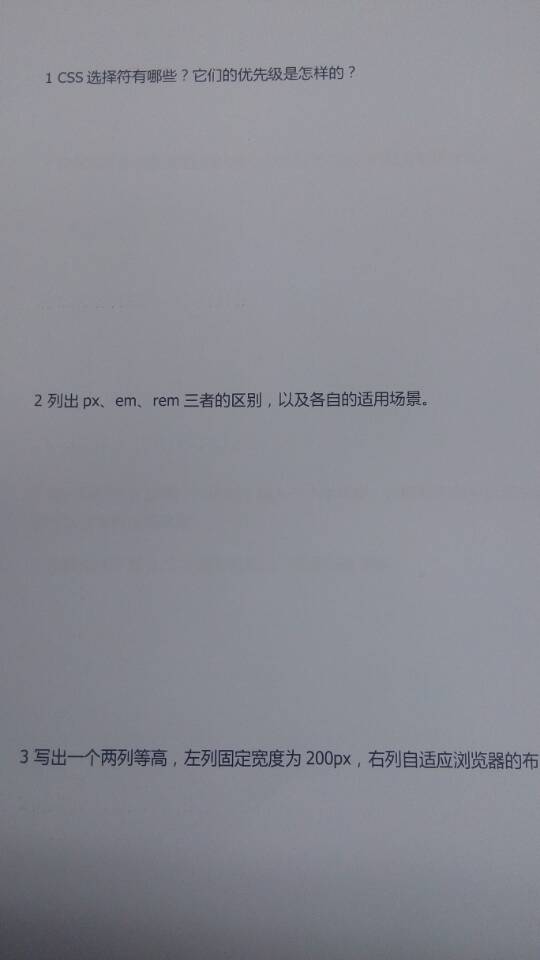 1 CSS 选择符有哪些？它们的优先级是怎样的？
2 列出 px、em、rem 三者的区别，以及各自的适用场景。
3 写出一个两列等高，左列固定宽度为 200px，右列自适应浏览器的布